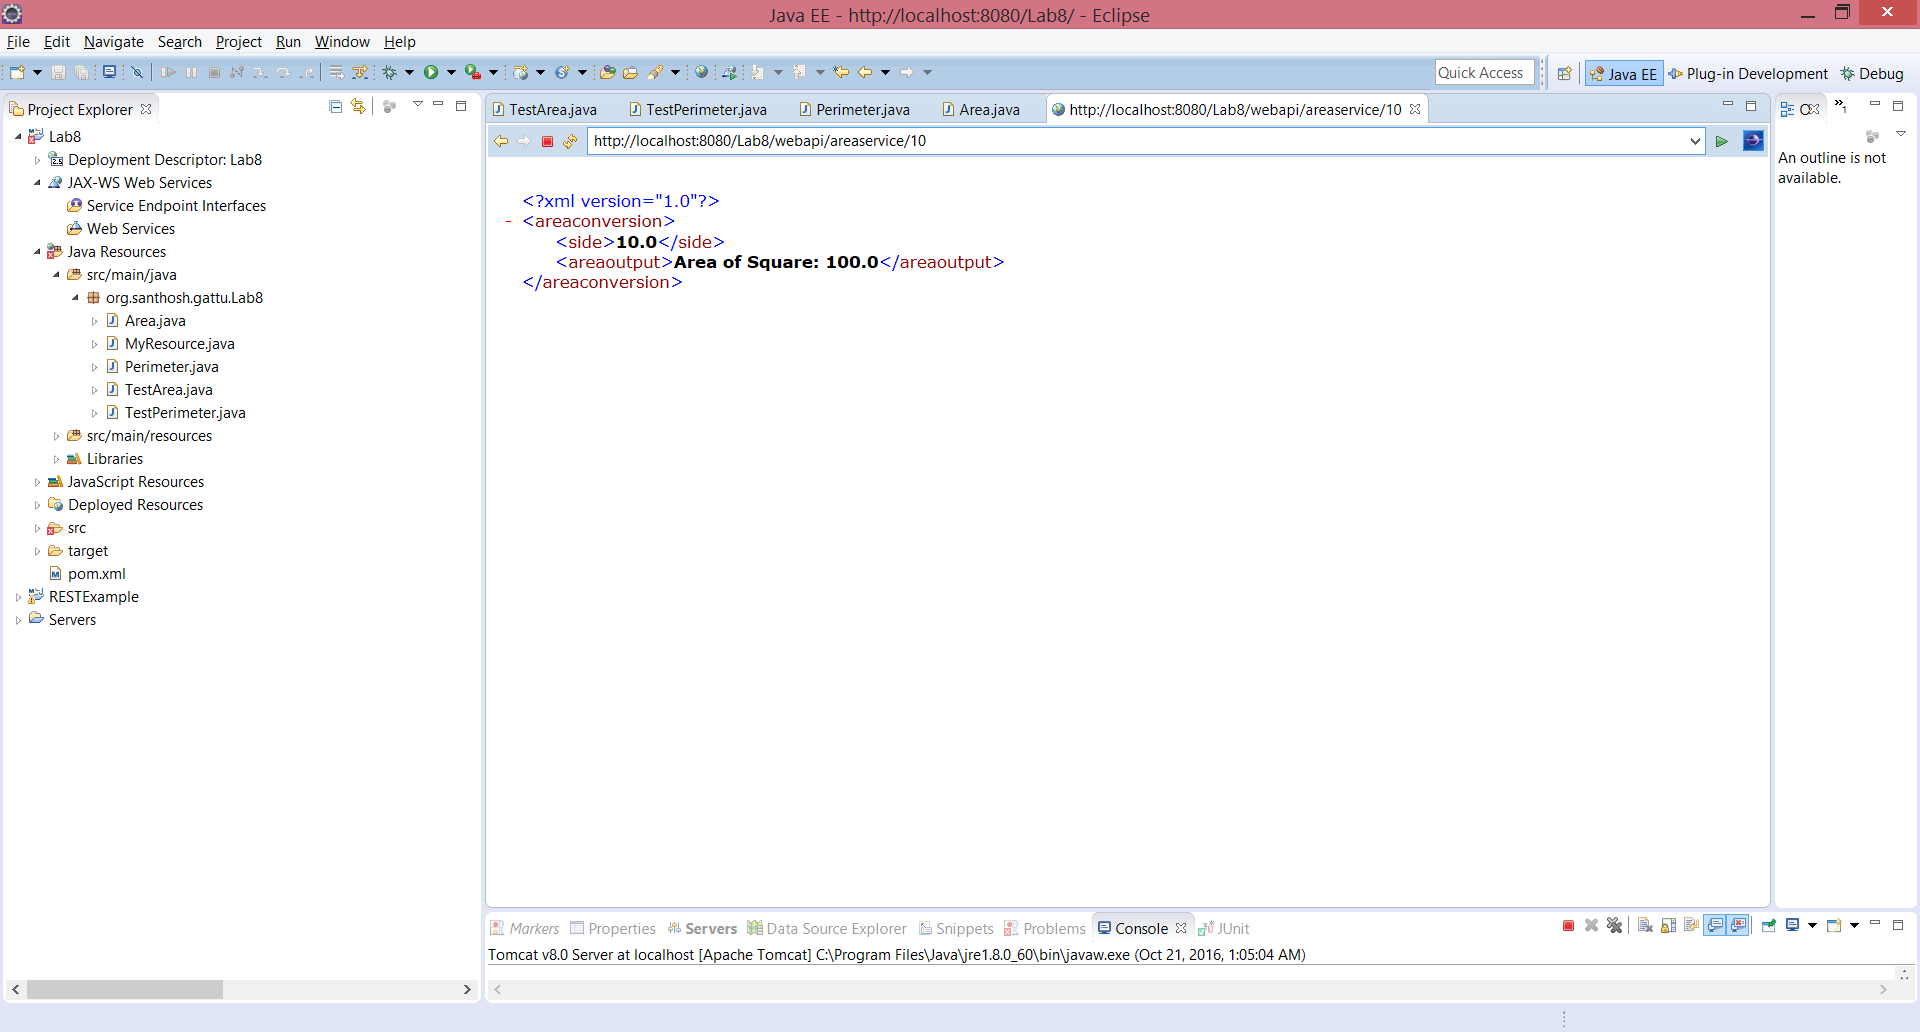 Java EE - http://localhost:8080/Lab8/ - Eclipse
File Edit Navigate Search Project Run Window Help
Quick Access
Java EE
Plug-in Development
Debug
Project Explorer
Lab8
Deployment Descriptor: Lab8
JAX-WS Web Services
Service Endpoint Interfaces
Web Services
Java Resources
src/main/java
org.santhosh.gattu.Lab8
Area.java
MyResource.java
Perimeter.java
TestArea.java
TestPerimeter.java
src/main/resources
Libraries
JavaScript Resources
Deployed Resources
src
target
pom.xml
RESTExample
Servers
TestArea.java
TestPerimeter.java
Perimeter.java
Area.java
http://localhost:8080/Lab8/webapi/areaservice/10
http://localhost:8080/Lab8/webapi/areaservice/10
<?xml version="1.0"?>
- <areaconversion>
<side>10.0</side>
<areaoutput>Area of Square: 100.0</areaoutput>
</areaconversion>
An outline is not
available.
Markers Properties Servers Data Source Explorer Snippets Problems Console JUnit
Tomcat v8.0 Server at localhost [Apache Tomcat] C:\Program Files\Java\jre1.8.0_60\bin\javaw.exe (Oct 21, 2016, 1:05:04 AM)